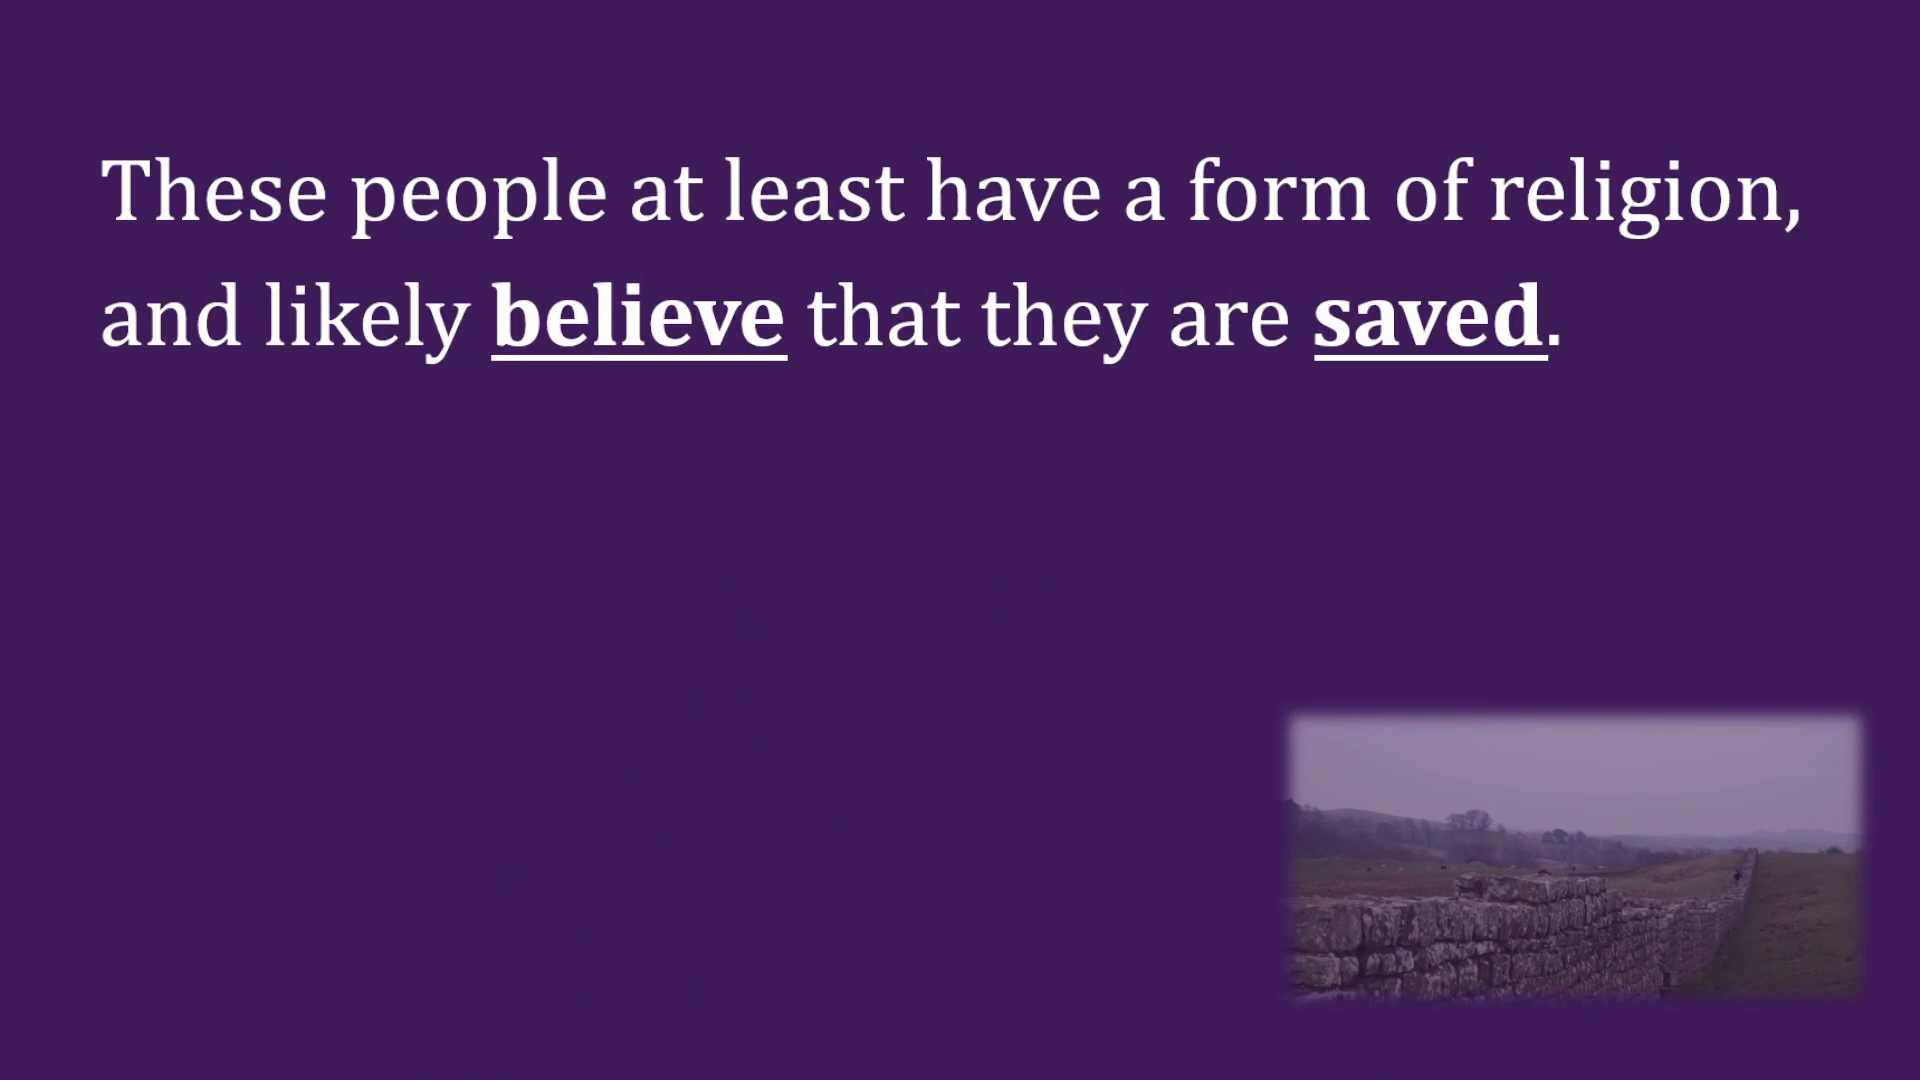 These people at least have a form of religion,
and likely believe that they are saved.